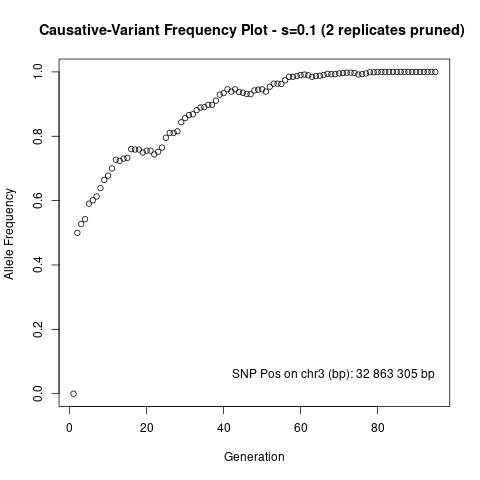 Causative-Variant Frequency Plot - s=0.1 (2 replicates pruned)
Allele Frequency
1.0
0.8
0.6
0.4
0.2
0.0
SNP Pos on chr3 (bp): 32 863 305 bp
0 20 40 60 80
Generation